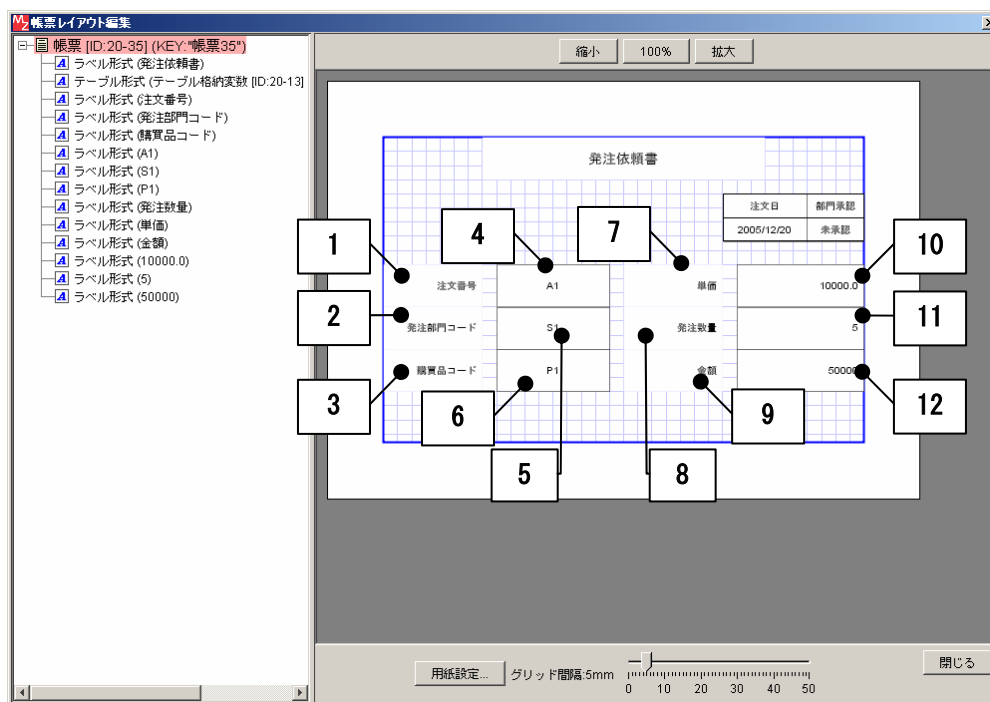 帳票レイアウト編集
帳票 [ID:20-35] (KEY:"帳票35")
ラベル形式 (発注依頼書)
テーブル形式 (テーブル格納変数 [ID:20-13]
ラベル形式 (注文番号)
ラベル形式 (発注部門コード)
ラベル形式 (購買品コード)
ラベル形式 (A1)
ラベル形式 (S1)
ラベル形式 (P1)
ラベル形式 (発注数量)
ラベル形式 (単価)
ラベル形式 (金額)
ラベル形式 (10000.0)
ラベル形式 (5)
ラベル形式 (50000)
縮小 100% 拡大
発注依頼書
注文日 部門承認
2005/12/20 未承認
1 4 7 10
注文番号 A1 単価 10000.0
2 11
発注部門コード S1 発注数量 5
購買品コード P1 金額 50000
3 6 9 12
5 8
用紙設定... グリッド間隔:5mm
0 10 20 30 40 50
閉じる